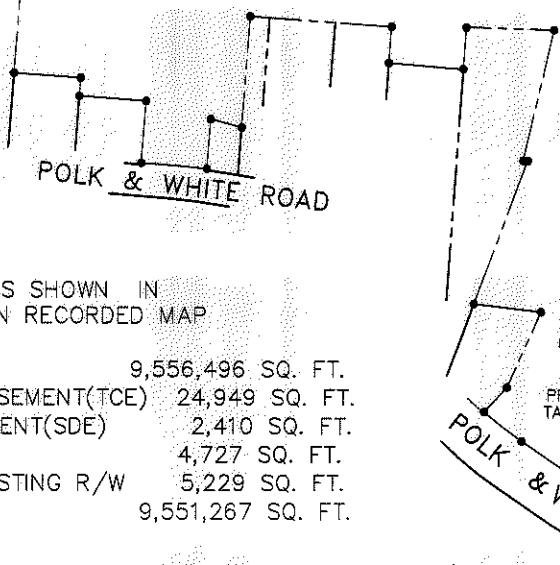 POLK & WHITE ROAD
S SHOWN IN
N RECORDED MAP
9,556,496 SQ. FT.
SEMENT(TCE) 24,949 SQ. FT.
ENT(SDE) 2,410 SQ. FT.
4,727 SQ. FT.
STING R/W 5,229 SQ. FT.
9,551,267 SQ. FT.
TA
POLK &